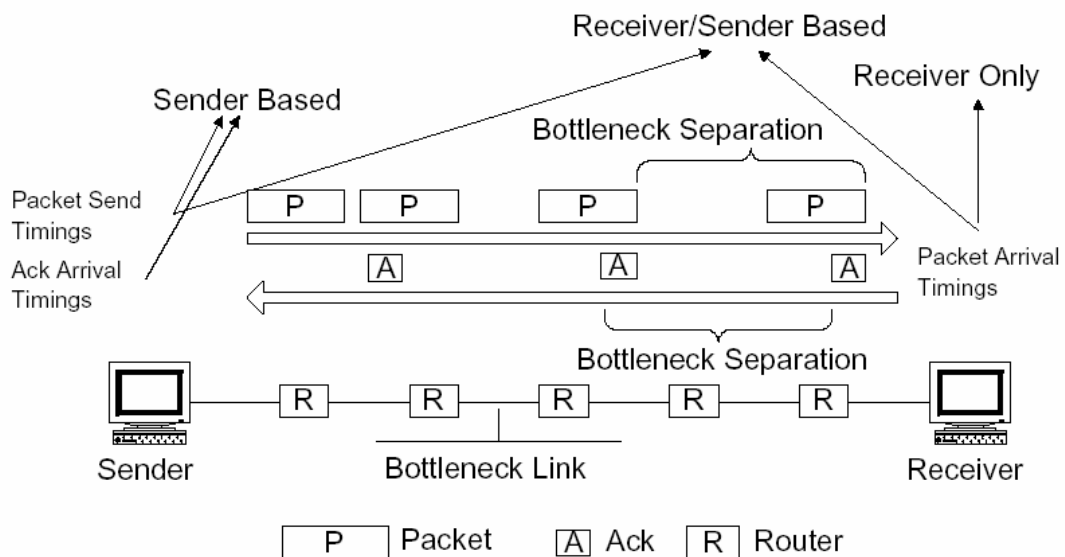 Receiver/Sender Based
Receiver Only
Sender Based
Bottleneck Separation
Packet Send
Timings
P
P
P
P
Ack Arrival
Timings
A
A
A
Packet Arrival
Timings
Bottleneck Separation
R
R
R
R
R
Sender
Bottleneck Link
Receiver
P
Packet
A
Ack
R
Router